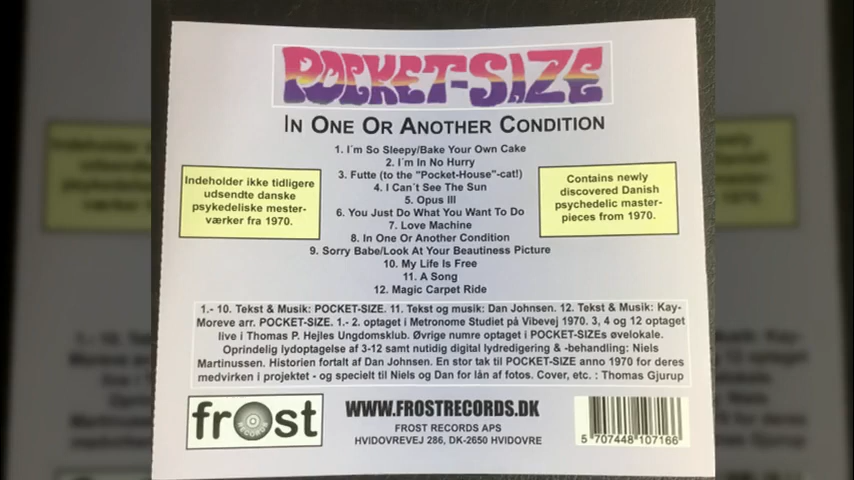 POCKET-SIZE
IN ONE OR ANOTHER CONDITION
1. I´m So Sleepy/Bake Your Own Cake
2. I´m In No Hurry
3. Futte (to the "Pocket-House"-cat!)
4. I Can´t See The Sun
5. Opus III
6. You Just Do What You Want To Do
7. Love Machine
8. In One Or Another Condition
9. Sorry Babe/Look At Your Beautiness Picture
10. My Life Is Free
11. A Song
12. Magic Carpet Ride
Indeholder ikke tidligere
udsendte danske
psykedeliske mester-
værker fra 1970.
Contains newly
discovered Danish
psychedelic master-
pieces from 1970.
1.- 10. Tekst & Musik: POCKET-SIZE. 11. Tekst og musik: Dan Johnsen. 12. Tekst & Musik: Kay-
Moreve arr. POCKET-SIZE. 1.- 2. optaget i Metronome Studiet på Vibevej 1970. 3, 4 og 12 optaget
live i Thomas P. Hejles Ungdomsklub. Øvrige numre optaget i POCKET-SIZEs øvelokale.
Oprindelig lydoptagelse af 3-12 samt nutidig digital lydredigering & -behandling: Niels
Martinussen. Historien fortalt af Dan Johnsen. En stor tak til POCKET-SIZE anno 1970 for deres
medvirken i projektet - og specielt til Niels og Dan for lån af fotos. Cover, etc. : Thomas Gjurup
frost
RECORDS
WWW.FROSTRECORDS.DK
FROST RECORDS APS
HVIDOVREVEJ 286, DK-2650 HVIDOVRE
5 707448 107166